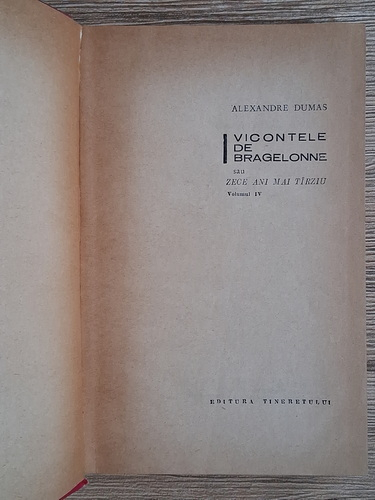 ALEXANDRE DUMAS
VICONTELE
DE
BRAGELONNE
sau
ZECE ANI MAI TÎRZIU
Volumul IV
EDITURA TINERETULUI